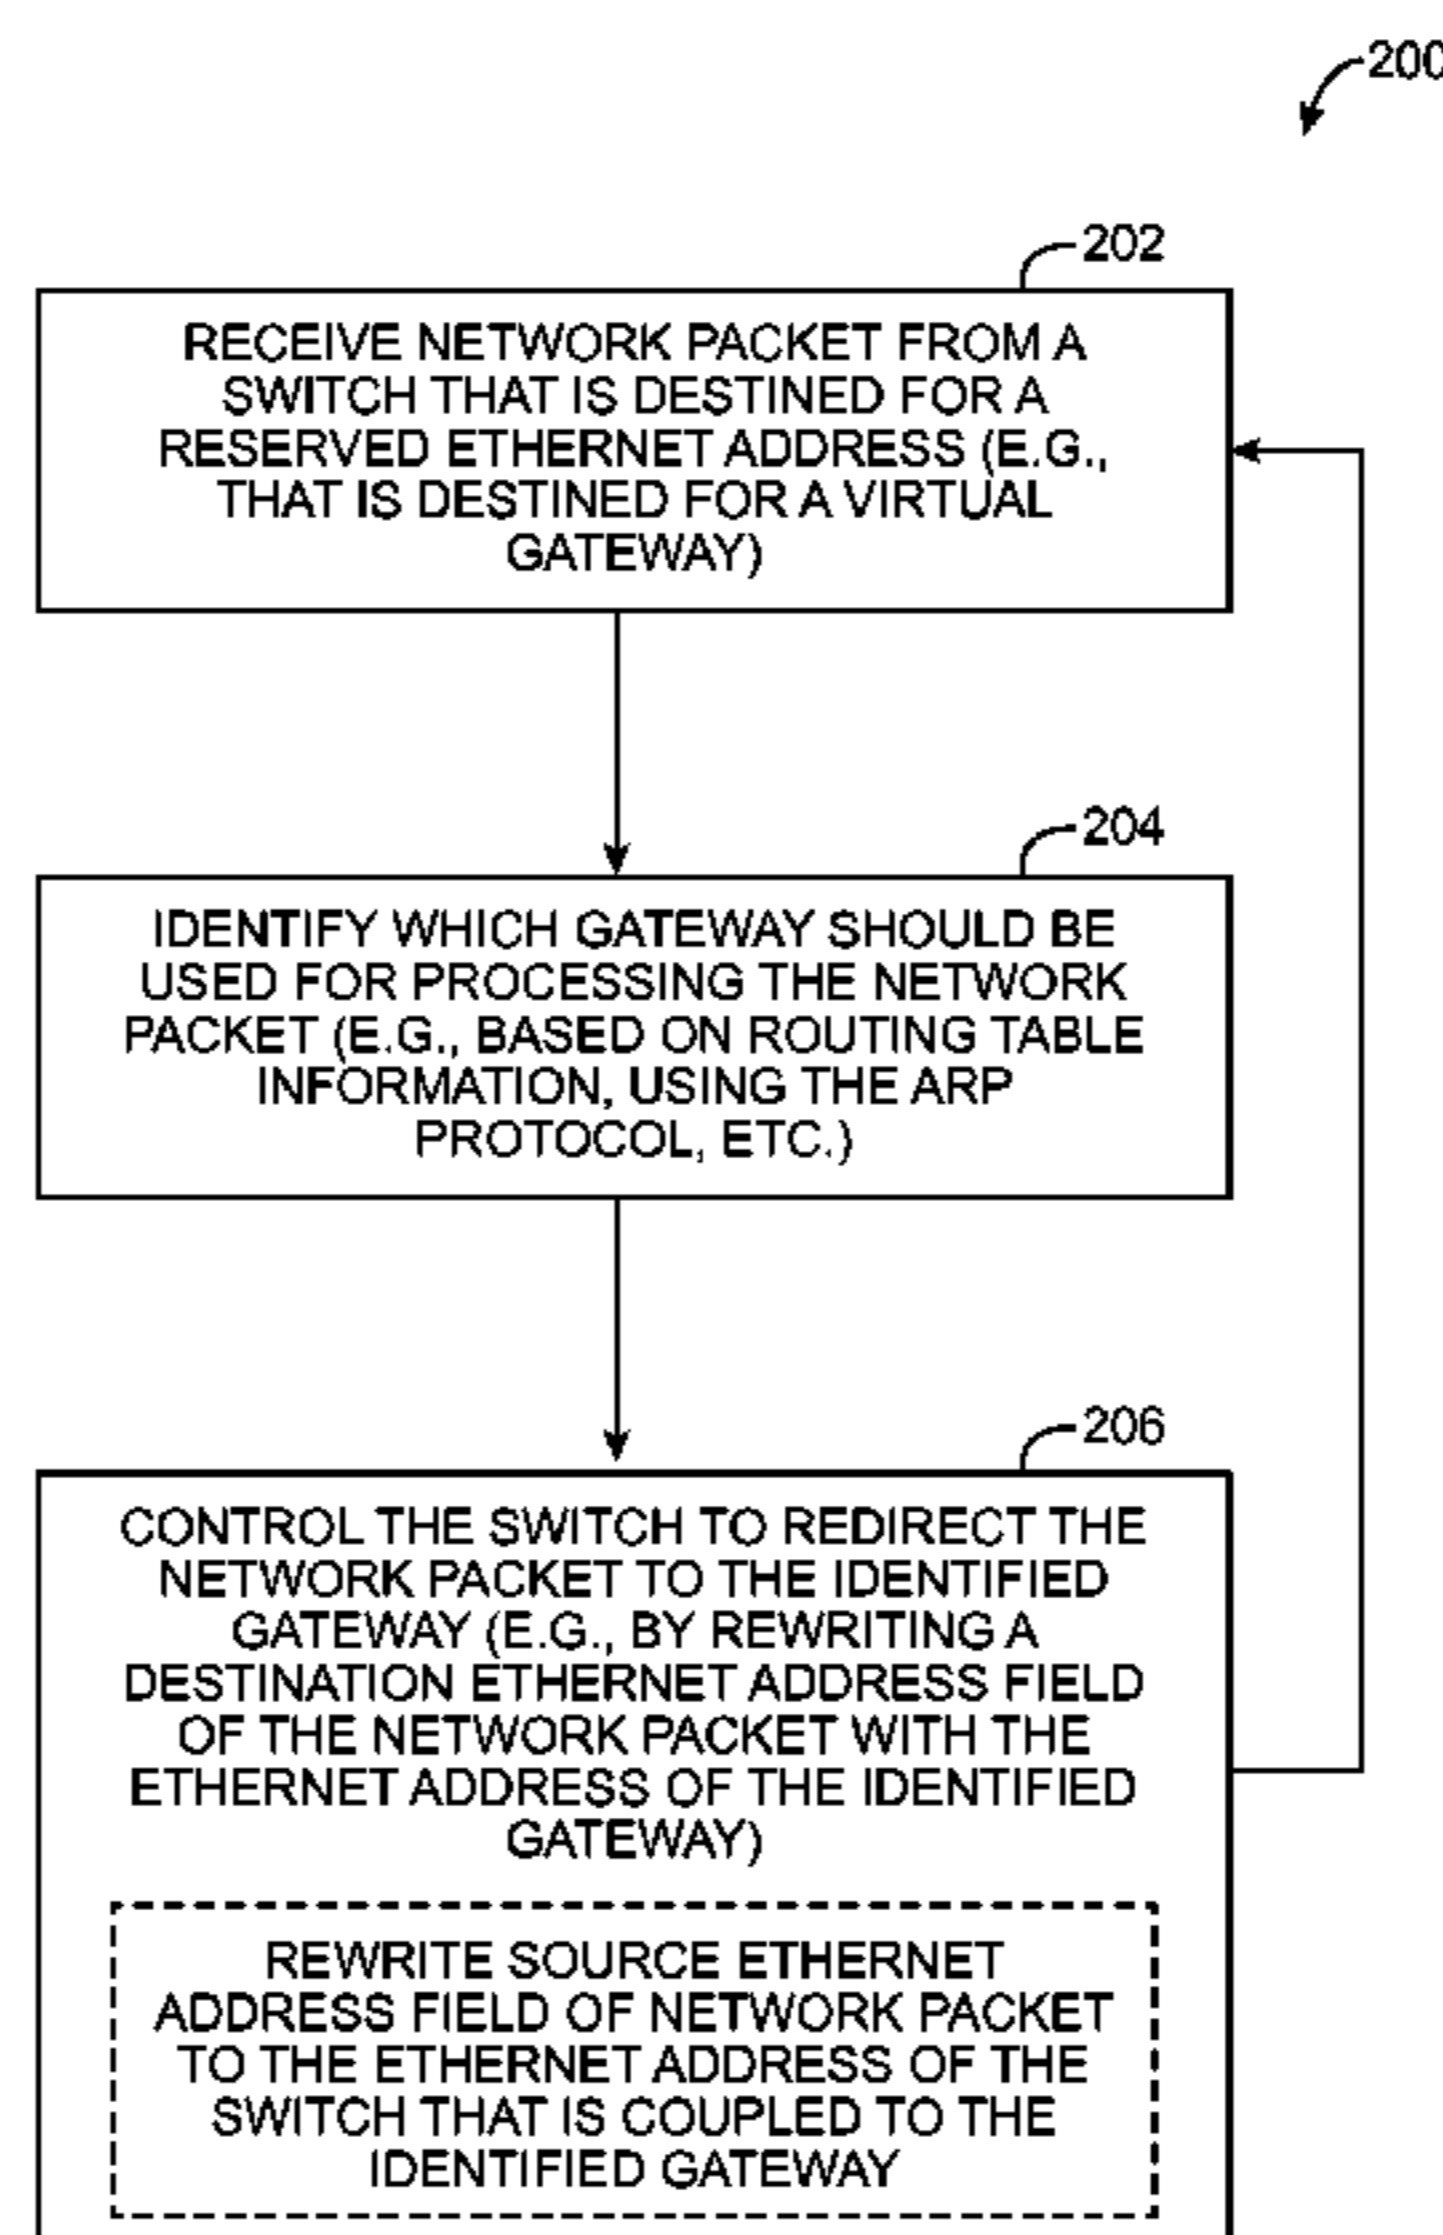 200
202
RECEIVE NETWORK PACKET FROM A
SWITCH THAT IS DESTINED FOR A
RESERVED ETHERNET ADDRESS (E.G.,
THAT IS DESTINED FOR A VIRTUAL
GATEWAY)
204
IDENTIFY WHICH GATEWAY SHOULD BE
USED FOR PROCESSING THE NETWORK
PACKET (E.G., BASED ON ROUTING TABLE
INFORMATION, USING THE ARP
PROTOCOL, ETC.)
206
CONTROL THE SWITCH TO REDIRECT THE
NETWORK PACKET TO THE IDENTIFIED
GATEWAY (E.G., BY REWRITING A
DESTINATION ETHERNET ADDRESS FIELD
OF THE NETWORK PACKET WITH THE
ETHERNET ADDRESS OF THE IDENTIFIED
GATEWAY)
REWRITE SOURCE ETHERNET
ADDRESS FIELD OF NETWORK PACKET
TO THE ETHERNET ADDRESS OF THE
SWITCH THAT IS COUPLED TO THE
IDENTIFIED GATEWAY